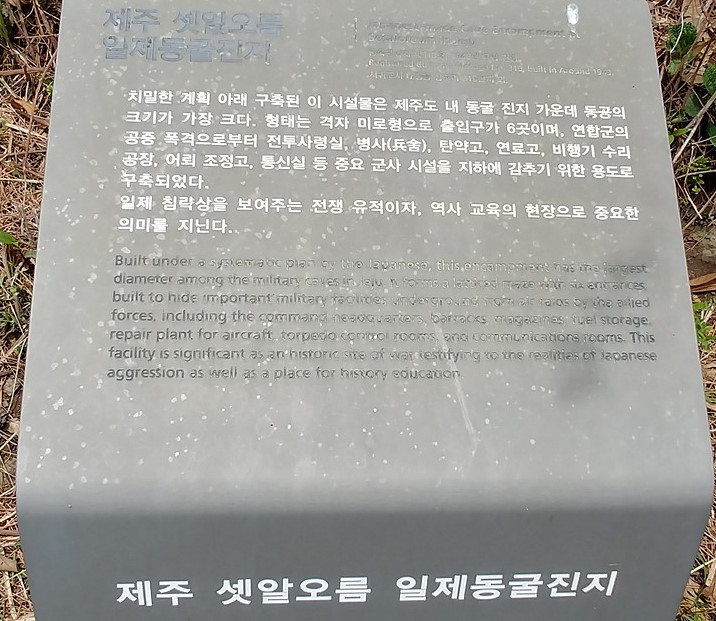 제주 셋알오름
일제동굴진지
Japanese Military Cave Encampment at
built in around 1942
치밀한 계획 아래 구축된 이 시설물은 제주도 내 동굴 진지 가운데 동공의
크기가 가장 크다. 형태는 격자 미로형으로 출입구가 6곳이며, 연합군의
공중 폭격으로부터 전투사령실, 병사(兵舍), 탄약고, 연료고, 비행기 수리
공장, 어뢰 조정고, 통신실 등 중요 군사 시설을 지하에 감추기 위한 용도로
구축되었다.
일제 침략상을 보여주는 전쟁 유적이자, 역사 교육의 현장으로 중요한
의미를 지닌다.
Built under a systematic plan by the Japanese, this encampment has the largest
diameter among the military caves in Jeju. It forms a latticed maze with six entrances,
built to hide important military facilities underground from air raids by the allied
forces, including the command headquarters, barracks, magazines, fuel storage,
repair plant for aircraft, torpedo control rooms, and communications rooms. This
facility is significant as an historic site of war testifying to the realities of Japanese
aggression as well as a place for history education.
제주 셋알오름 일제동굴진지